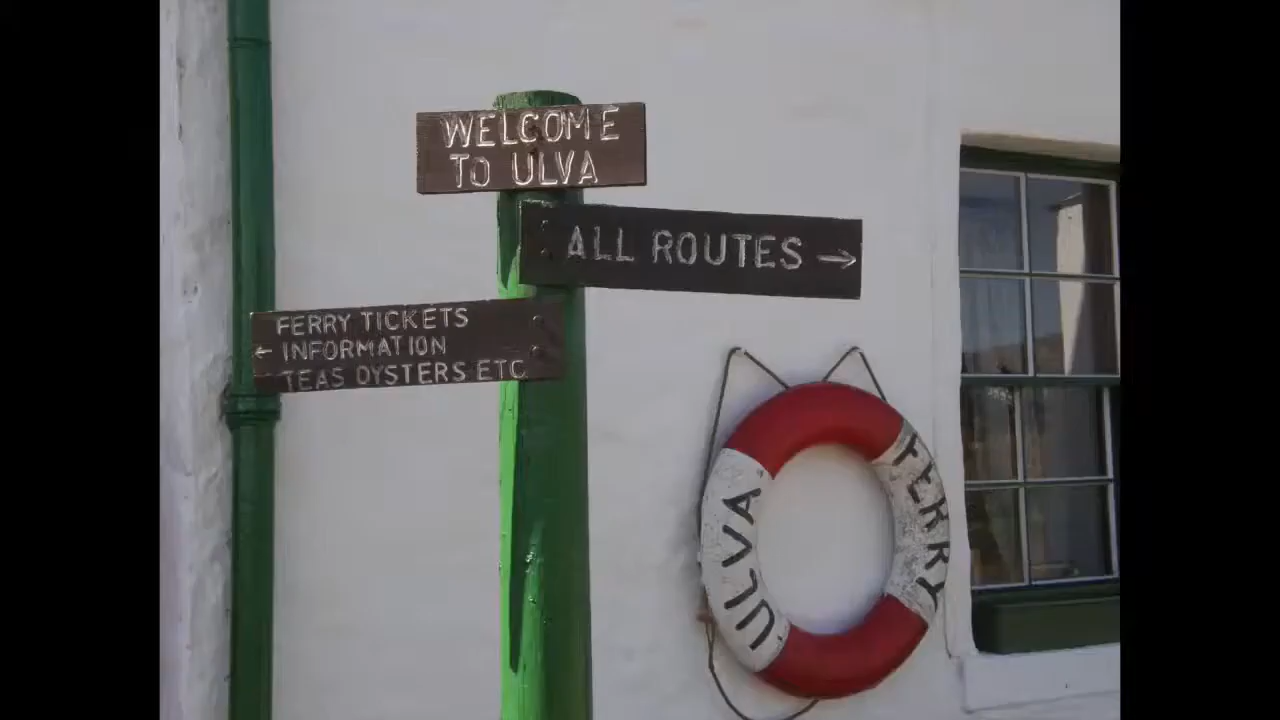 WELCOME
TO ULVA
ALL ROUTES →
FERRY TICKETS
← INFORMATION
TEAS OYSTERS ETC
ULVA
FERRY